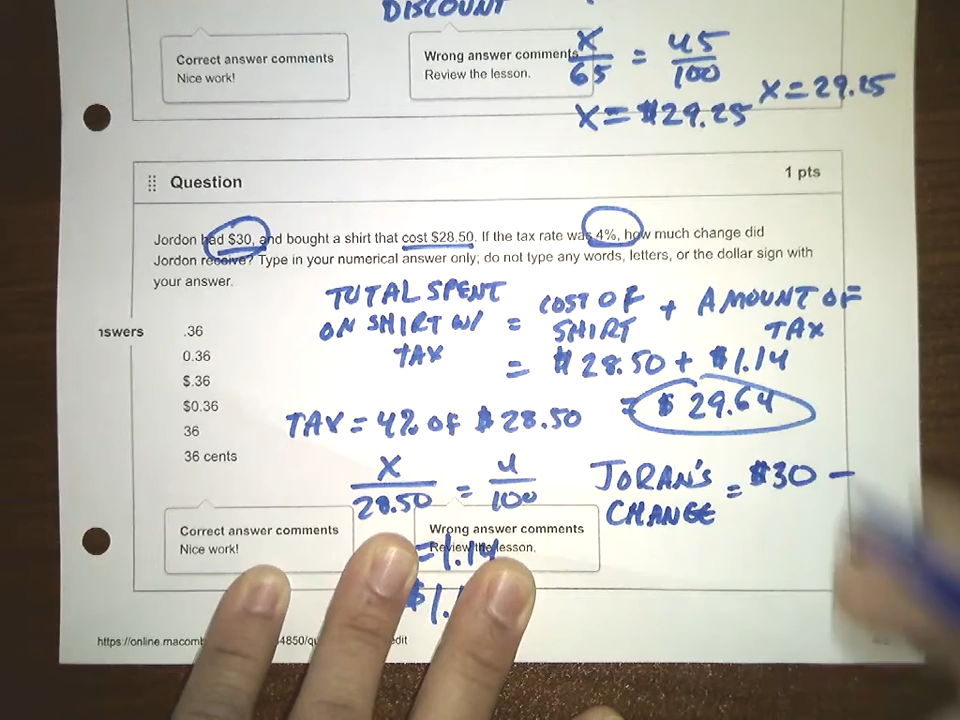 DISCOUNT
Correct answer comments
Nice work!
Wrong answer comments
Review the lesson.
x/65 = 45/100
x = $29.25
x = 29.25
Question
1 pts
Jordon had $30, and bought a shirt that cost $28.50. If the tax rate was 4%, how much change did
Jordon receive? Type in your numerical answer only; do not type any words, letters, or the dollar sign with
your answer.
TOTAL SPENT ON SHIRT W/ TAX = COST OF SHIRT + AMOUNT OF TAX
= $28.50 + $1.14
= $29.64
.36
0.36
$.36
$0.36
36
36 cents
TAX = 4% OF $28.50
x/28.50 = 4/100
= 1.14
$1.
JORAN'S CHANGE = $30 −
Correct answer comments
Nice work!
Wrong answer comments
Review the lesson.